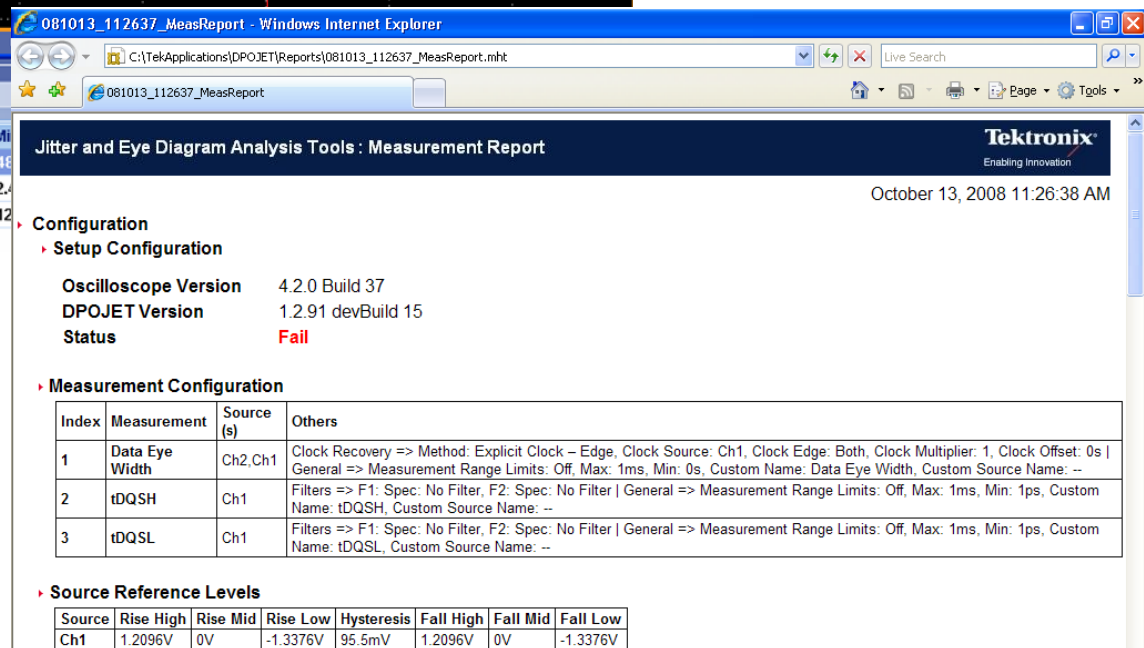 081013_112637_MeasReport - Windows Internet Explorer
C:\TekApplications\DPOJET\Reports\081013_112637_MeasReport.mht
Live Search
081013_112637_MeasReport
Page
Tools
»
Jitter and Eye Diagram Analysis Tools : Measurement Report
Tektronix
Enabling Innovation
October 13, 2008 11:26:38 AM
Configuration
Setup Configuration
Oscilloscope Version 4.2.0 Build 37
DPOJET Version 1.2.91 devBuild 15
Status Fail
Measurement Configuration
Index Measurement Source (s) Others
1 Data Eye Width Ch2,Ch1 Clock Recovery => Method: Explicit Clock – Edge, Clock Source: Ch1, Clock Edge: Both, Clock Multiplier: 1, Clock Offset: 0s |
General => Measurement Range Limits: Off, Max: 1ms, Min: 0s, Custom Name: Data Eye Width, Custom Source Name: --
2 tDQSH Ch1 Filters => F1: Spec: No Filter, F2: Spec: No Filter | General => Measurement Range Limits: Off, Max: 1ms, Min: 1ps, Custom
Name: tDQSH, Custom Source Name: --
3 tDQSL Ch1 Filters => F1: Spec: No Filter, F2: Spec: No Filter | General => Measurement Range Limits: Off, Max: 1ms, Min: 1ps, Custom
Name: tDQSL, Custom Source Name: --
Source Reference Levels
Source Rise High Rise Mid Rise Low Hysteresis Fall High Fall Mid Fall Low
Ch1 1.2096V 0V -1.3376V 95.5mV 1.2096V 0V -1.3376V